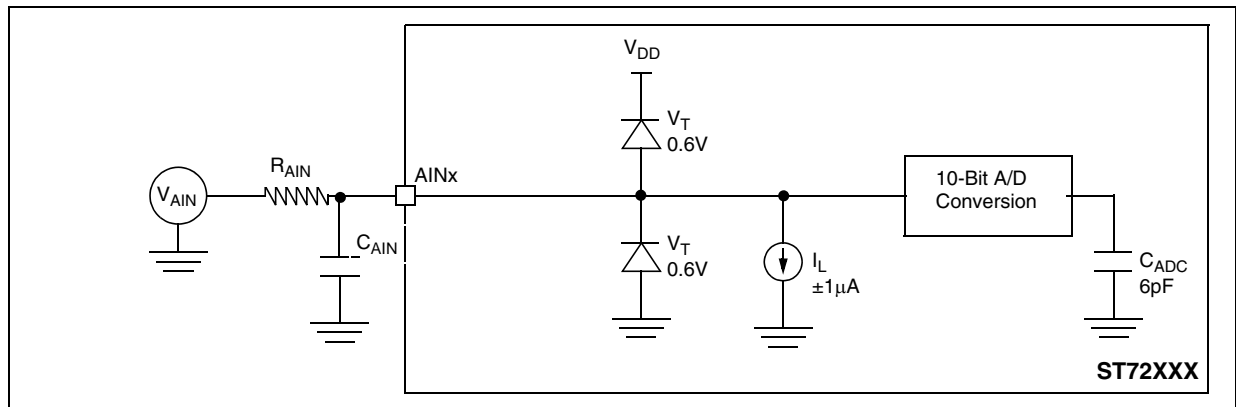 V_DD
V_T
0.6V
R_AIN
AINx
V_AIN
10-Bit A/D
Conversion
C_AIN
V_T
0.6V
I_L
±1μA
C_ADC
6pF
ST72XXX